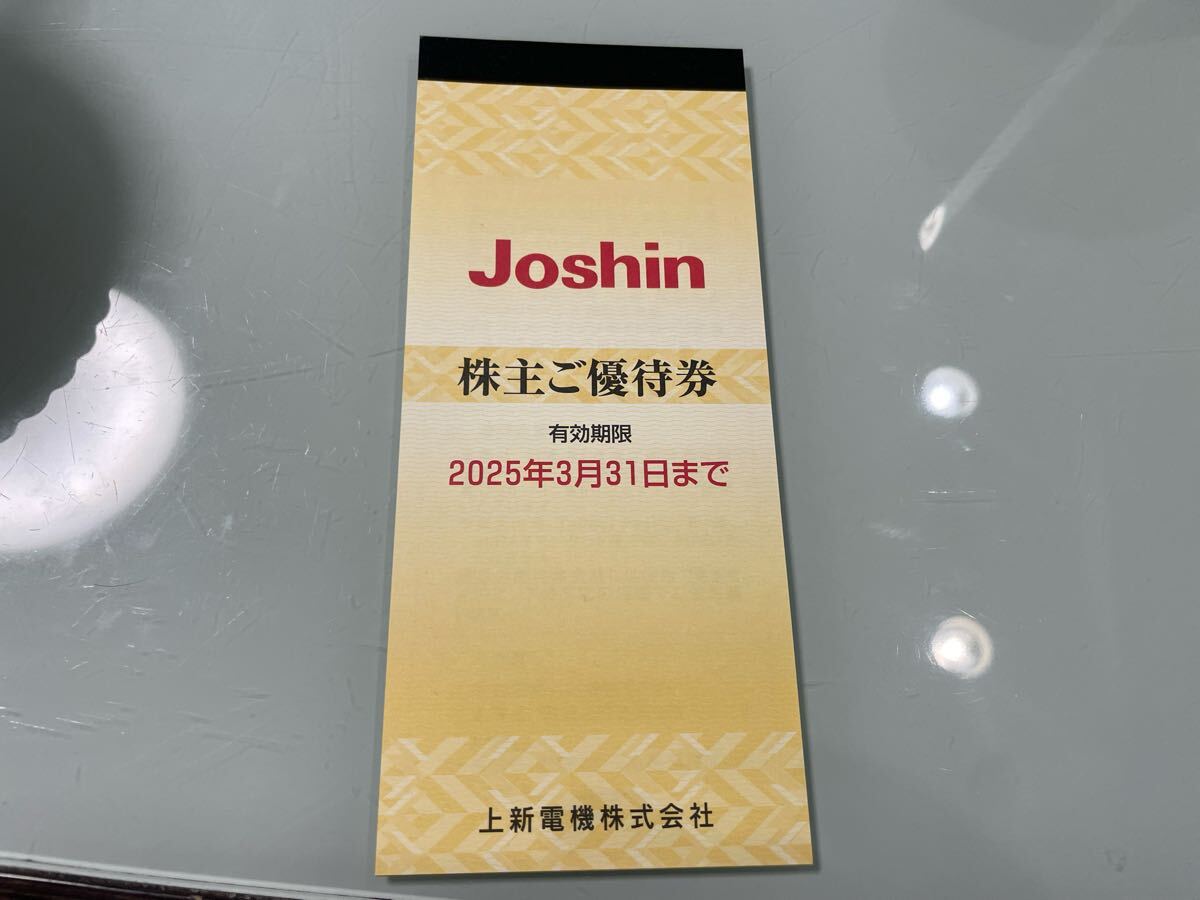 Joshin
株主ご優待券
有効期限
2025年3月31日まで
上新電機株式会社